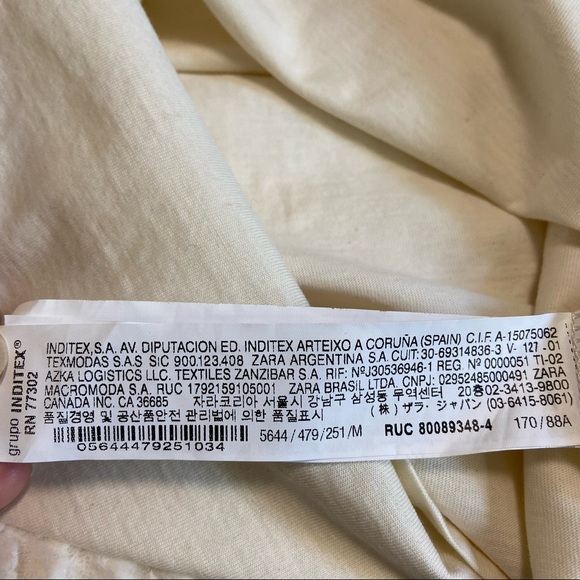 grupo INDITEX®
RN 77302
INDITEX,S.A. AV. DIPUTACION ED. INDITEX ARTEIXO A CORUÑA (SPAIN) C.I.F. A-15075062
TEXMODAS S.A.S SIC 900.123.408 ZARA ARGENTINA S.A. CUIT: 30-69314836-3 V- 127 .01
AZKA LOGISTICS LLC. TEXTILES ZANZIBAR S.A. RIF: NºJ30536946-1 REG. Nº 0000051 TI-02
MACROMODA S.A. RUC 1792159105001 ZARA BRASIL LTDA. CNPJ: 02952485000491 ZARA
CANADA INC. CA 36685 자라코리아 서울시 강남구 삼성동 무역센터 20층 02-3413-9800
품질경영 및 공산품안전 관리법에 의한 품질표시 (株) ザラ・ジャパン (03-6415-8061)
05644479251034 5644 / 479 / 251 / M RUC 80089348-4 170 / 88A